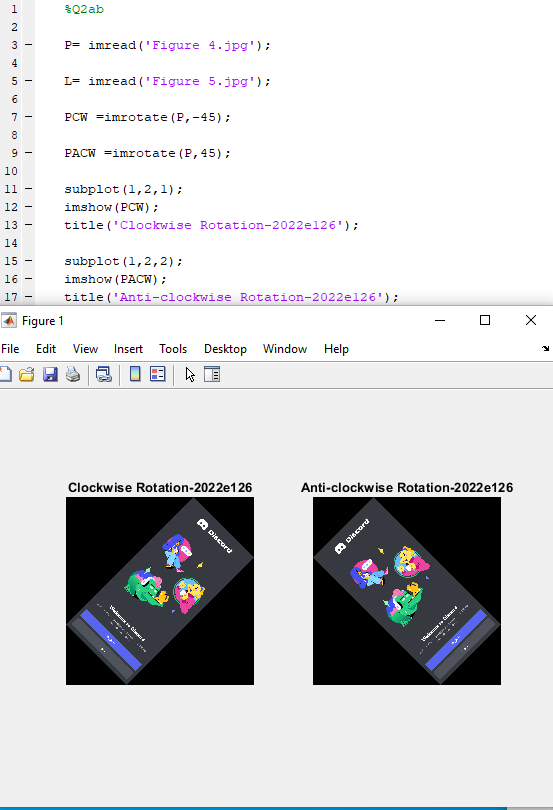 1 %Q2ab
2
3 - P= imread('Figure 4.jpg');
4
5 - L= imread('Figure 5.jpg');
6
7 - PCW =imrotate(P,-45);
8
9 - PACW =imrotate(P,45);
10
11 - subplot(1,2,1);
12 - imshow(PCW);
13 - title('Clockwise Rotation-2022e126');
14
15 - subplot(1,2,2);
16 - imshow(PACW);
17 - title('Anti-clockwise Rotation-2022e126');
Figure 1
File Edit View Insert Tools Desktop Window Help
Clockwise Rotation-2022e126 Anti-clockwise Rotation-2022e126
Discord
Discord
Welcome to Discord
Welcome to Discord